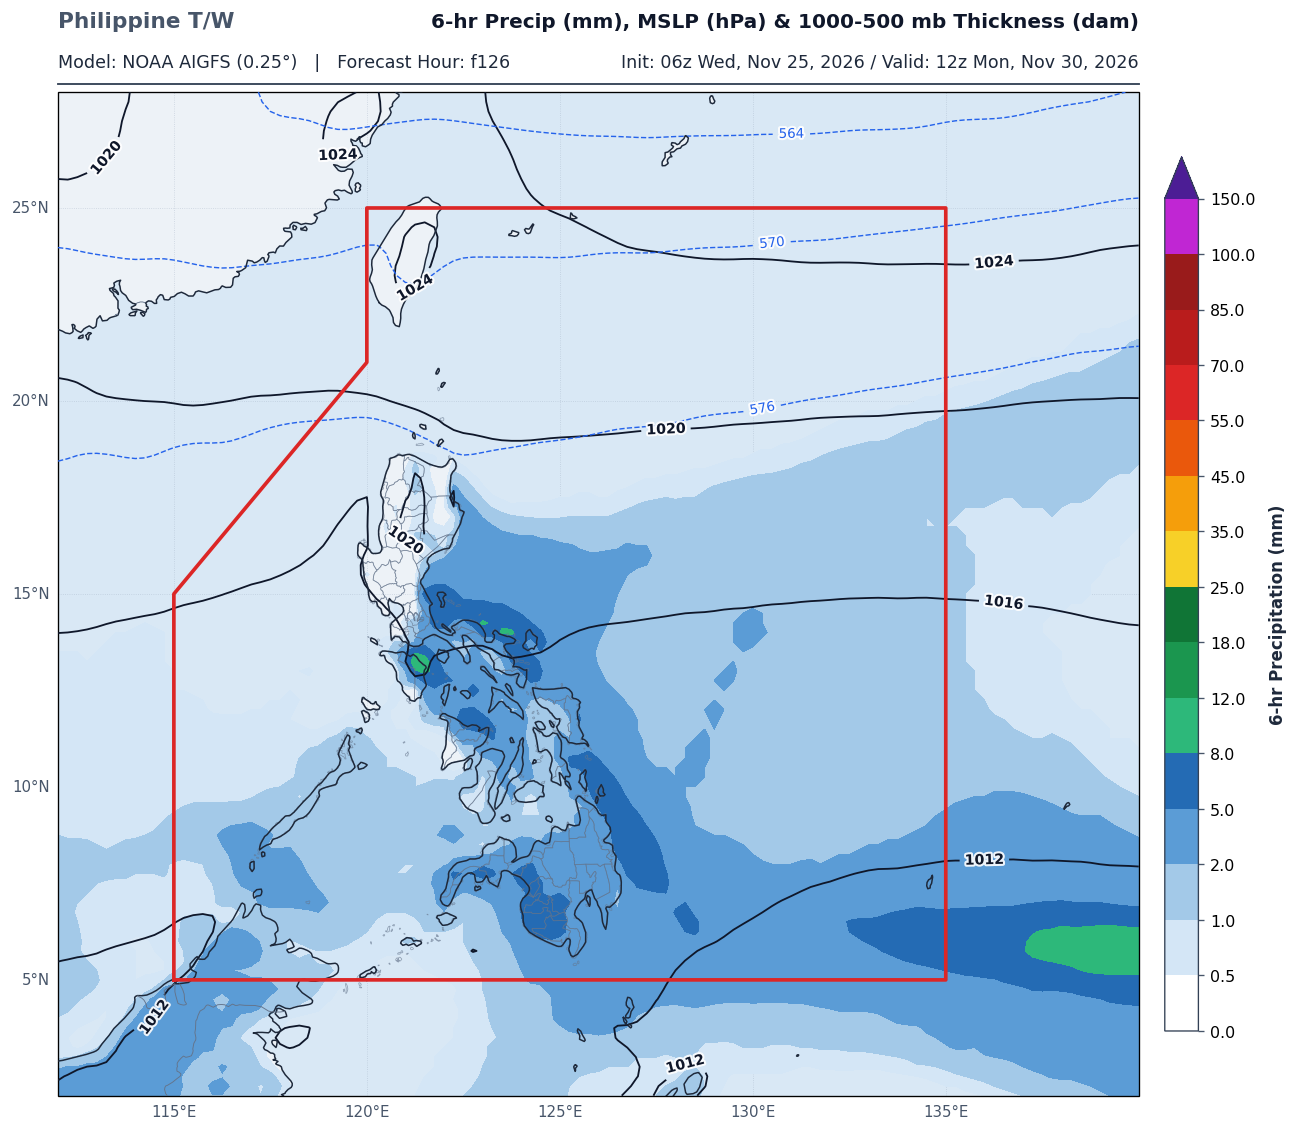 Philippine T/W
6-hr Precip (mm), MSLP (hPa) & 1000-500 mb Thickness (dam)
Model: NOAA AIGFS (0.25°) | Forecast Hour: f126
Init: 06z Wed, Nov 25, 2026 / Valid: 12z Mon, Nov 30, 2026
1020
1024
564
25°N
570
1024
1024
20°N
576
1020
1020
15°N
1016
10°N
1012
5°N
1012
1012
115°E
120°E
125°E
130°E
135°E
150.0
100.0
85.0
70.0
55.0
45.0
35.0
25.0
18.0
12.0
8.0
5.0
2.0
1.0
0.5
0.0
6-hr Precipitation (mm)